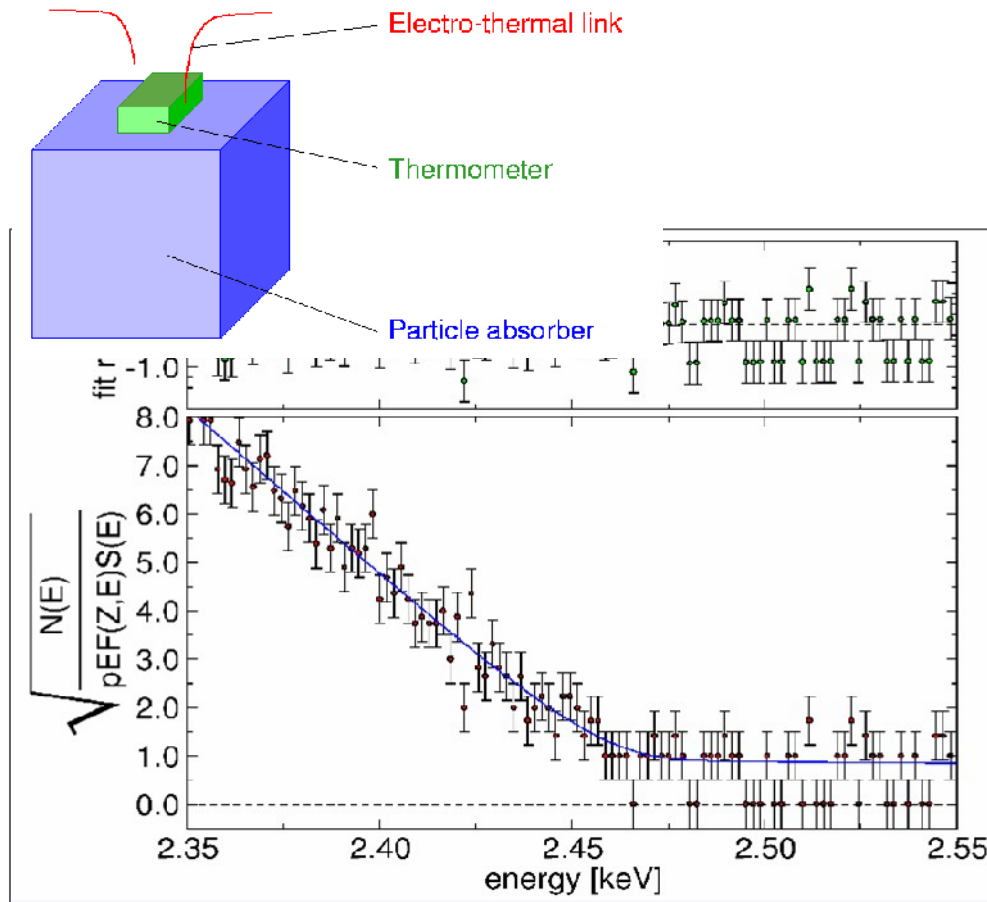 Electro-thermal link
Thermometer
Particle absorber
fit r
-1.0
8.0
7.0
6.0
5.0
4.0
3.0
2.0
1.0
0.0
N(E)
pEF(Z,E)S(E)
2.35 2.40 2.45 2.50 2.55
energy [keV]